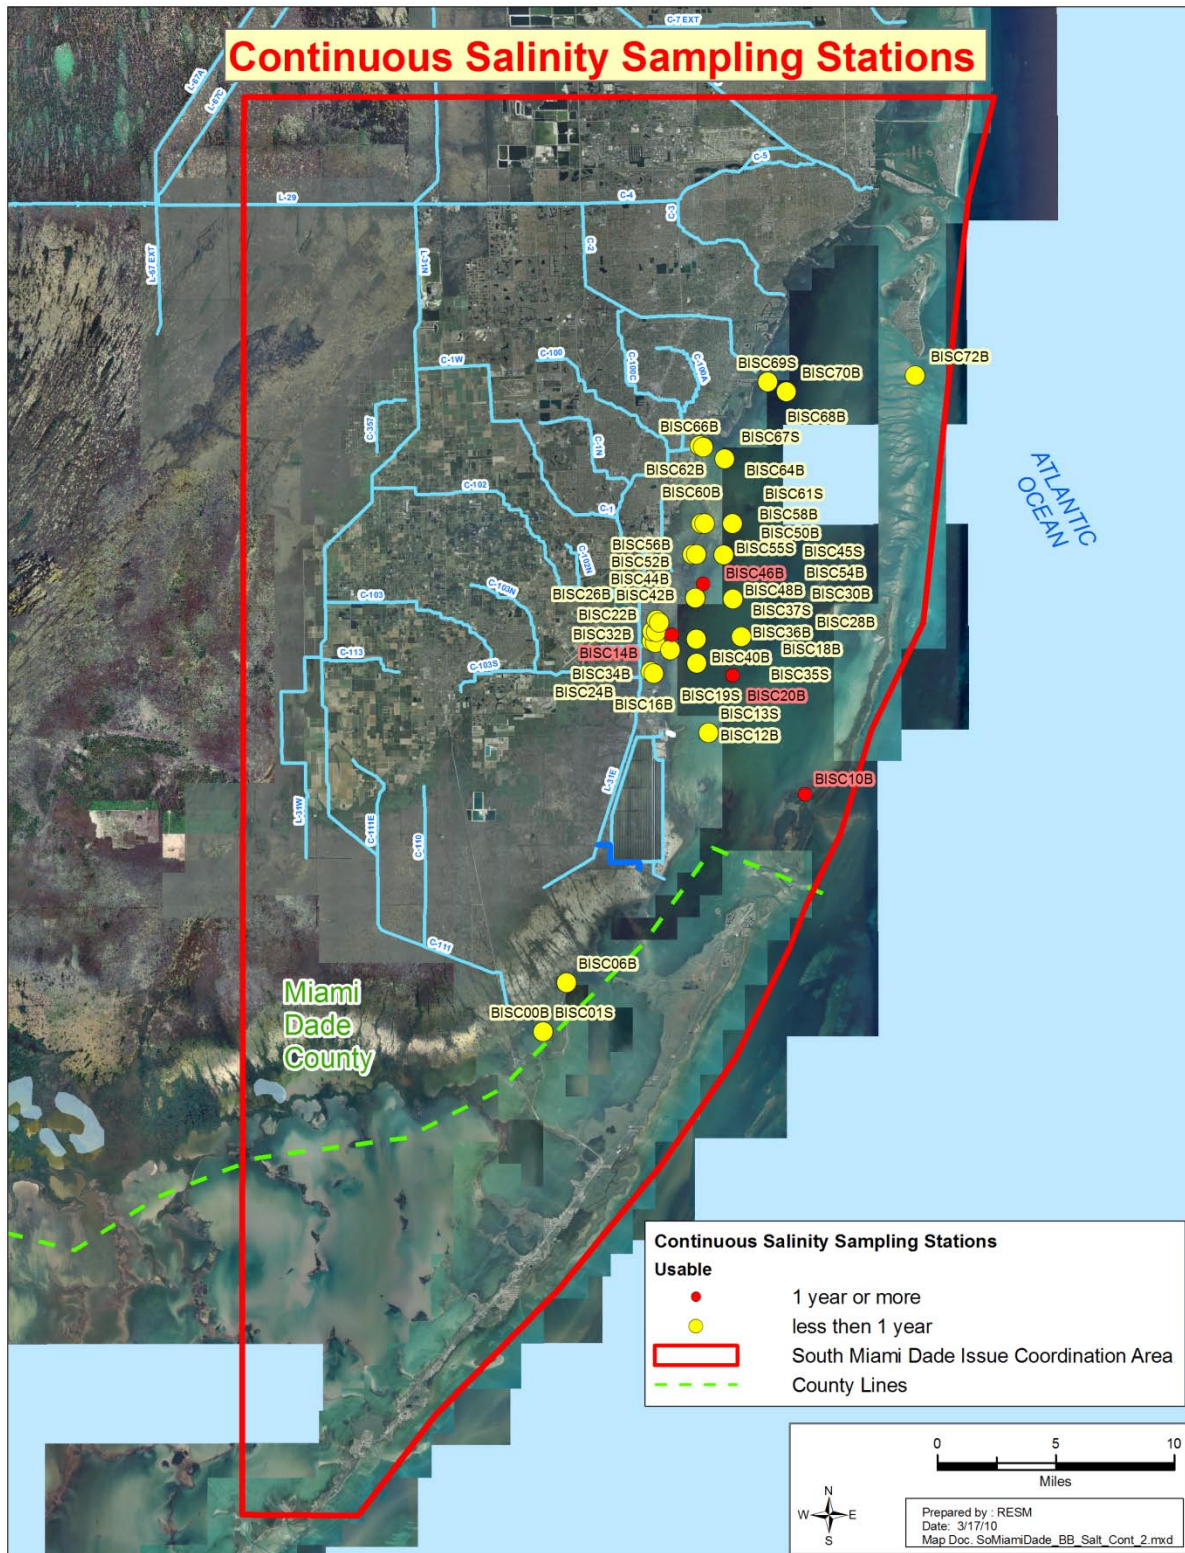 C-7 EXT
Continuous Salinity Sampling Stations
L-67A
L-67C
C-5
L-29
C-4
C-3
C-2
L-67 EXT
L-31N
C-1W
C-100
C-100C
C-100A
BISC69S
BISC70B
BISC72B
C-357
BISC68B
BISC66B
BISC67S
C-1N
BISC62B
BISC64B
ATLANTIC
OCEAN
C-102
BISC60B
BISC61S
C-1
BISC58B
BISC50B
BISC56B
BISC55S
BISC45S
C-102N
BISC52B
BISC44B
BISC46B
BISC54B
C-103
C-103N
BISC26B
BISC42B
BISC48B
BISC30B
BISC22B
BISC37S
BISC28B
BISC32B
BISC36B
BISC18B
C-113
BISC14B
BISC40B
C-103S
BISC34B
BISC35S
BISC24B
BISC19S
BISC20B
BISC16B
BISC13S
BISC12B
L-31E
BISC10B
L-31W
C-111E
C-110
C-111
BISC06B
Miami
Dade
County
BISC00B
BISC01S
Continuous Salinity Sampling Stations
Usable
1 year or more
less then 1 year
South Miami Dade Issue Coordination Area
County Lines
0 5 10
Miles
N
W E
S
Prepared by : RESM
Date: 3/17/10
Map Doc. SoMiamiDade_BB_Salt_Cont_2.mxd